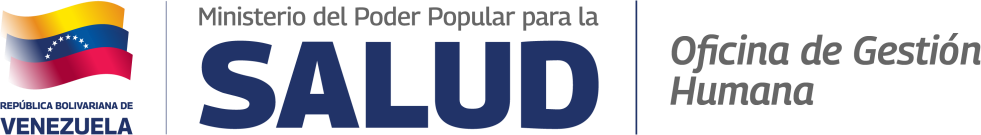 REPÚBLICA BOLIVARIANA DE
VENEZUELA
Ministerio del Poder Popular para la
SALUD
Oficina de Gestión
Humana